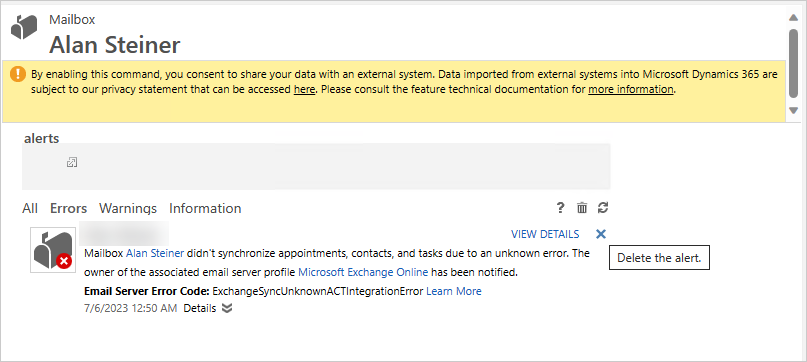 Mailbox
Alan Steiner
By enabling this command, you consent to share your data with an external system. Data imported from external systems into Microsoft Dynamics 365 are
subject to our privacy statement that can be accessed here. Please consult the feature technical documentation for more information.
alerts
All Errors Warnings Information ?
VIEW DETAILS
Mailbox Alan Steiner didn't synchronize appointments, contacts, and tasks due to an unknown error. The
owner of the associated email server profile Microsoft Exchange Online has been notified.
Delete the alert.
Email Server Error Code: ExchangeSyncUnknownACTIntegrationError Learn More
7/6/2023 12:50 AM Details